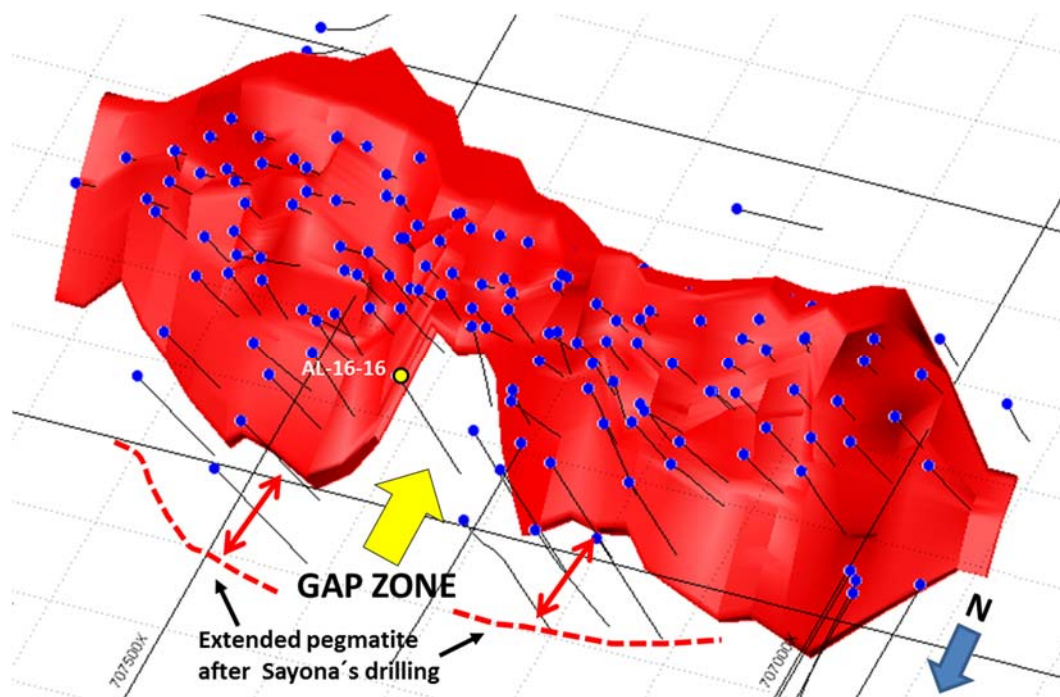 AL-16-16
GAP ZONE
Extended pegmatite
after Sayona´s drilling
N
707500X
707000X